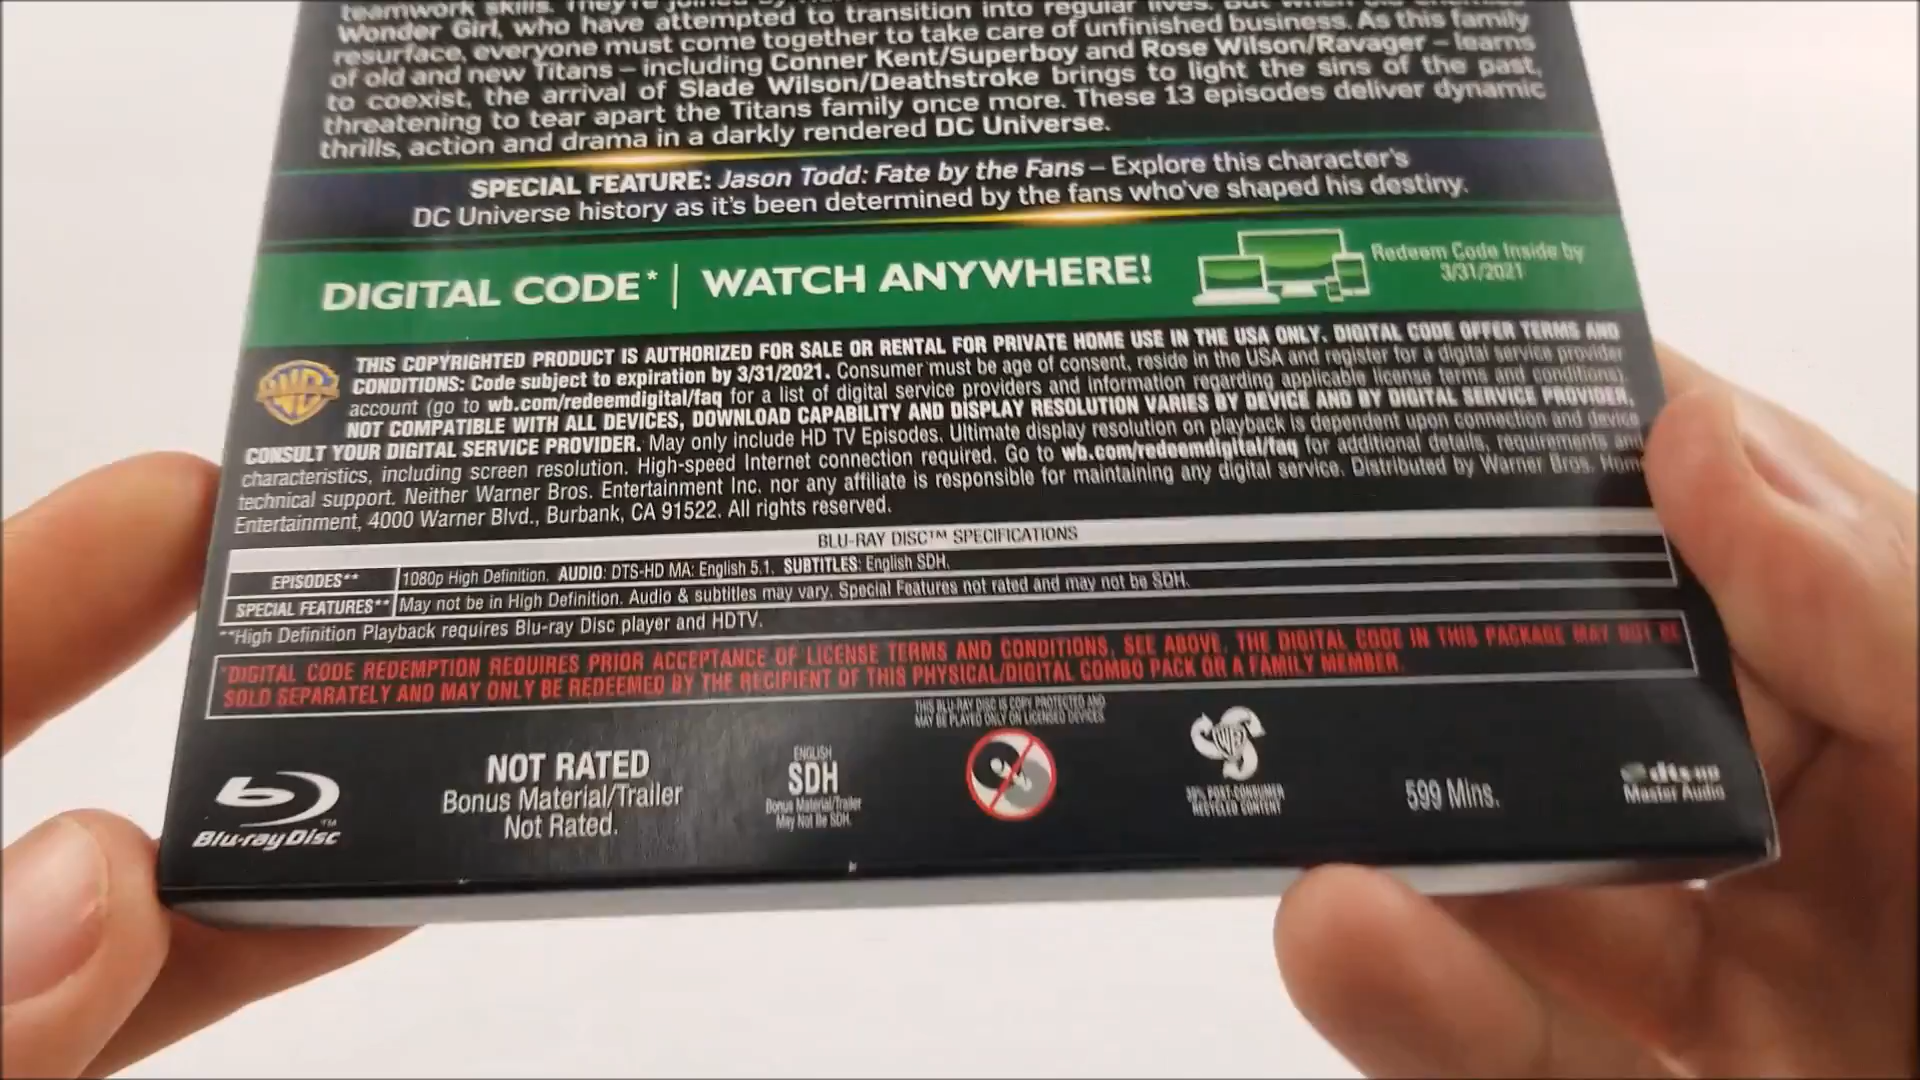 teamwork skills. They're joined by
Wonder Girl, who have attempted to transition into regular lives. But when
resurface, everyone must come together to take care of unfinished business. As this family
of old and new Titans – including Conner Kent/Superboy and Rose Wilson/Ravager – learns
to coexist, the arrival of Slade Wilson/Deathstroke brings to light the sins of the past,
threatening to tear apart the Titans family once more. These 13 episodes deliver dynamic
thrills, action and drama in a darkly rendered DC Universe.
SPECIAL FEATURE: Jason Todd: Fate by the Fans – Explore this character's
DC Universe history as it's been determined by the fans who've shaped his destiny.
DIGITAL CODE* | WATCH ANYWHERE!
Redeem Code Inside by
3/31/2021
THIS COPYRIGHTED PRODUCT IS AUTHORIZED FOR SALE OR RENTAL FOR PRIVATE HOME USE IN THE USA ONLY. DIGITAL CODE OFFER TERMS AND
CONDITIONS: Code subject to expiration by 3/31/2021. Consumer must be age of consent, reside in the USA and register for a digital service provider
account (go to wb.com/redeemdigital/faq for a list of digital service providers and information regarding applicable license terms and conditions)
NOT COMPATIBLE WITH ALL DEVICES, DOWNLOAD CAPABILITY AND DISPLAY RESOLUTION VARIES BY DEVICE AND BY DIGITAL SERVICE PROVIDER,
CONSULT YOUR DIGITAL SERVICE PROVIDER. May only include HD TV Episodes. Ultimate display resolution on playback is dependent upon connection and device
characteristics, including screen resolution. High-speed Internet connection required. Go to wb.com/redeemdigital/faq for additional details, requirements and
technical support. Neither Warner Bros. Entertainment Inc. nor any affiliate is responsible for maintaining any digital service. Distributed by Warner Bros. Home
Entertainment, 4000 Warner Blvd., Burbank, CA 91522. All rights reserved.
BLU-RAY DISC™ SPECIFICATIONS
EPISODES** 1080p High Definition. AUDIO: DTS-HD MA: English 5.1. SUBTITLES: English SDH.
SPECIAL FEATURES** May not be in High Definition. Audio & subtitles may vary. Special Features not rated and may not be SDH.
**High Definition Playback requires Blu-ray Disc player and HDTV.
*DIGITAL CODE REDEMPTION REQUIRES PRIOR ACCEPTANCE OF LICENSE TERMS AND CONDITIONS, SEE ABOVE. THE DIGITAL CODE IN THIS PACKAGE MAY NOT BE
SOLD SEPARATELY AND MAY ONLY BE REDEEMED BY THE RECIPIENT OF THIS PHYSICAL/DIGITAL COMBO PACK OR A FAMILY MEMBER.
THIS BLU-RAY DISC IS COPY PROTECTED AND
MAY BE PLAYED ONLY ON LICENSED DEVICES.
Blu-ray Disc™
NOT RATED
Bonus Material/Trailer
Not Rated.
ENGLISH
SDH
Bonus Material/Trailer
May Not Be SDH.
POST-CONSUMER
RECYCLED CONTENT
599 Mins.
dts-HD
Master Audio